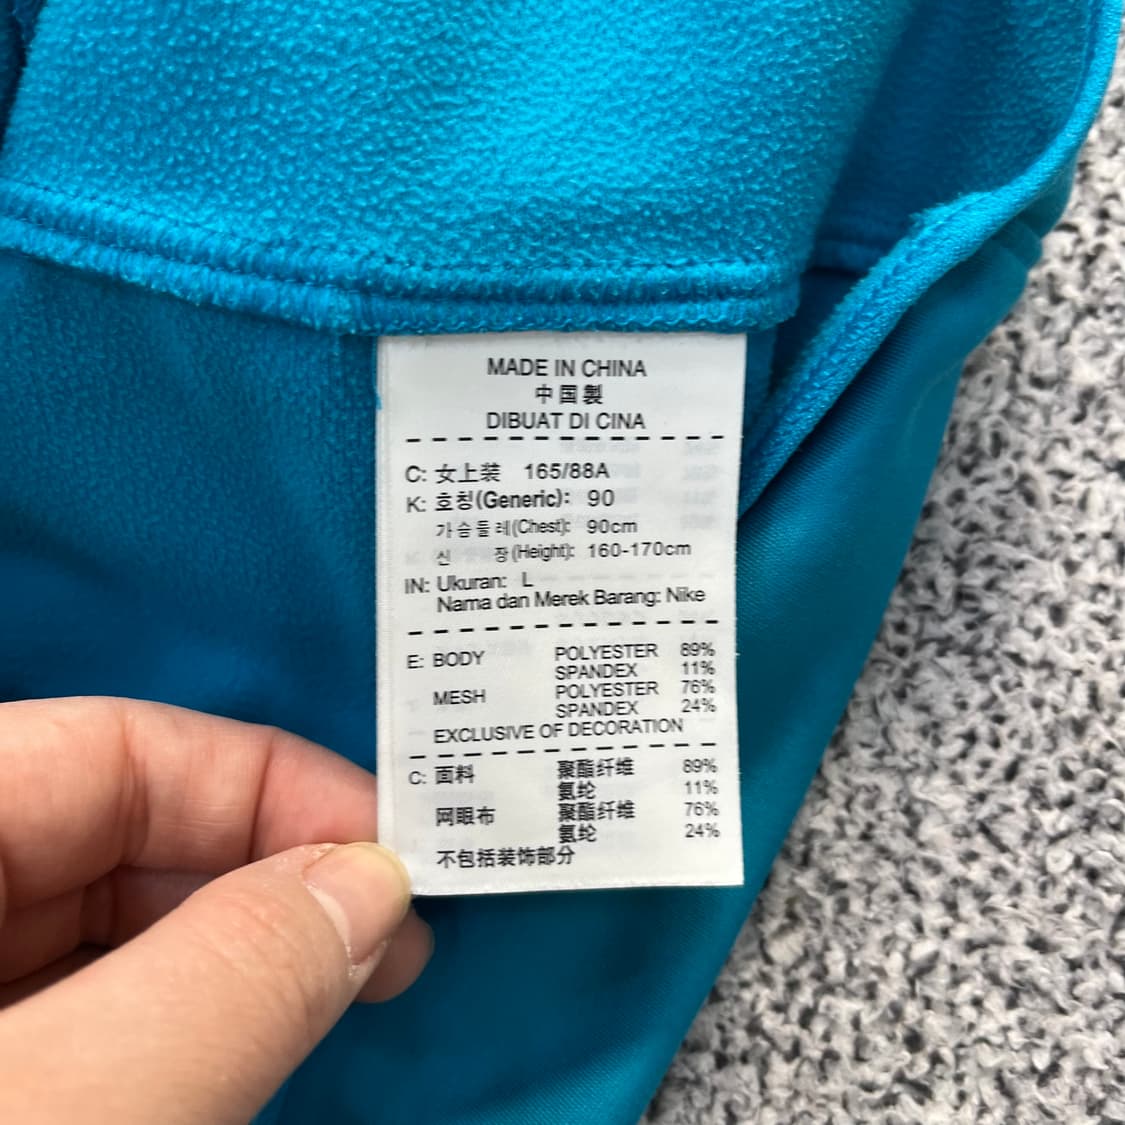 MADE IN CHINA
中国製
DIBUAT DI CINA
C: 女上装 165/88A
K: 호칭(Generic): 90
가슴둘레(Chest): 90cm
신 장(Height): 160-170cm
IN: Ukuran: L
Nama dan Merek Barang: Nike
E: BODY POLYESTER 89%
SPANDEX 11%
MESH POLYESTER 76%
SPANDEX 24%
EXCLUSIVE OF DECORATION
C: 面料 聚酯纤维 89%
氨纶 11%
网眼布 聚酯纤维 76%
氨纶 24%
不包括装饰部分